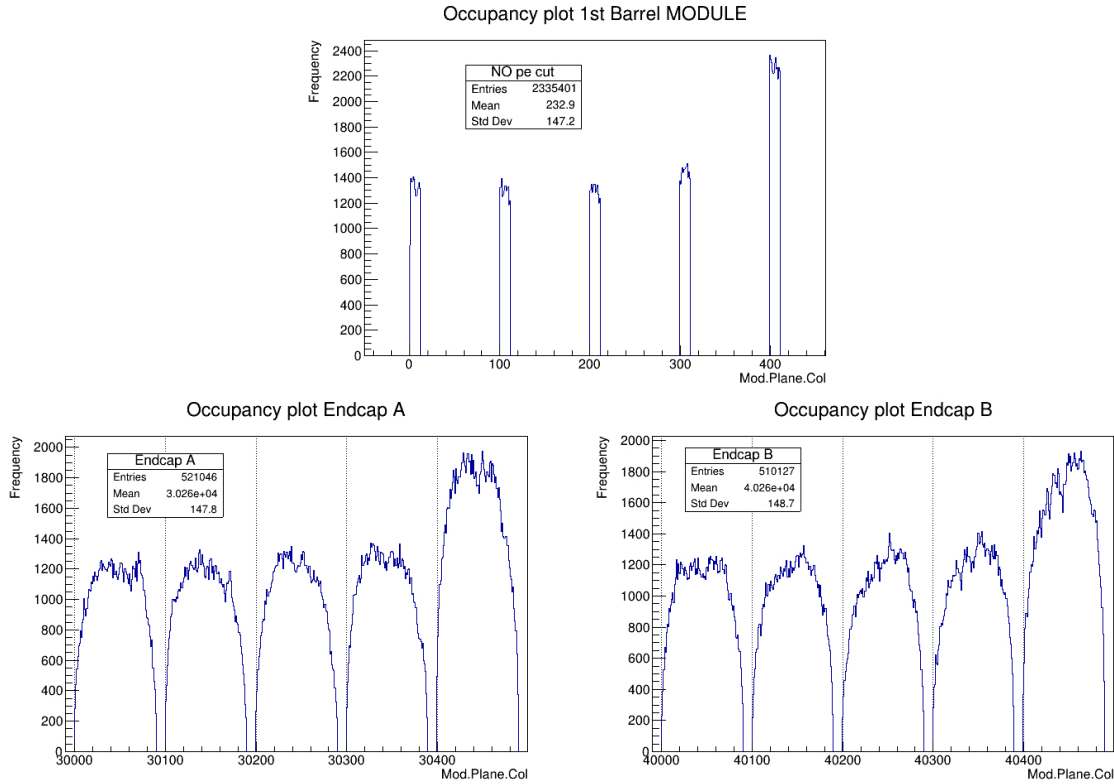 Occupancy plot 1st Barrel MODULE
Frequency
2400
2200
2000
1800
1600
1400
1200
1000
800
600
400
200
0
NO pe cut
Entries 2335401
Mean 232.9
Std Dev 147.2
0 100 200 300 400
Mod.Plane.Col
Occupancy plot Endcap A
Frequency
2000
1800
1600
1400
1200
1000
800
600
400
200
0
Endcap A
Entries 521046
Mean 3.026e+04
Std Dev 147.8
30000 30100 30200 30300 30400
Mod.Plane.Col
Occupancy plot Endcap B
Frequency
2000
1800
1600
1400
1200
1000
800
600
400
200
0
Endcap B
Entries 510127
Mean 4.026e+04
Std Dev 148.7
40000 40100 40200 40300 40400
Mod.Plane.Col